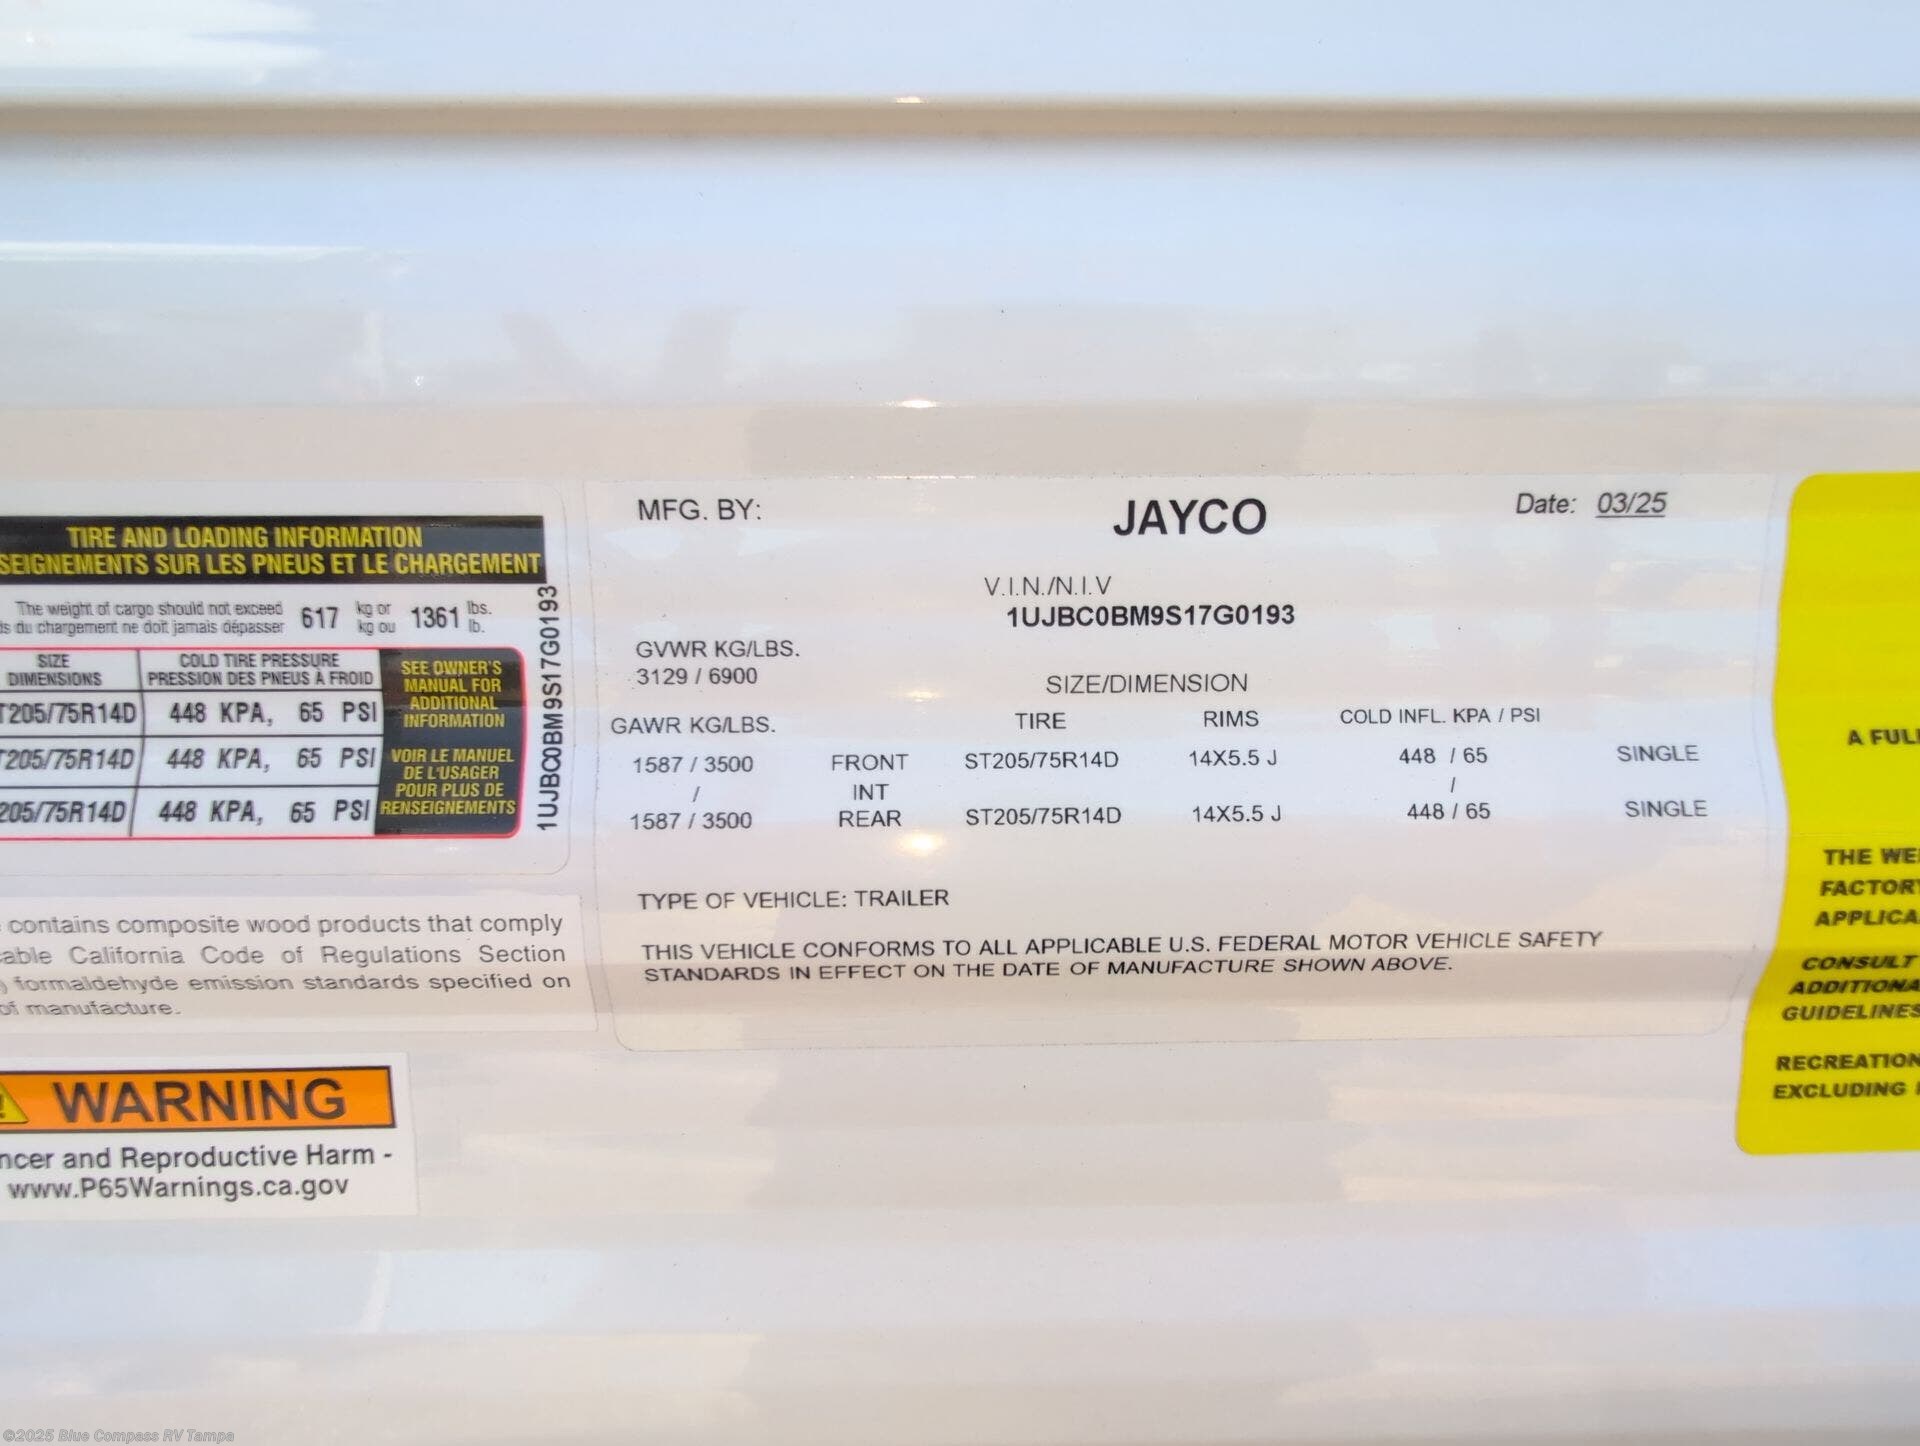 TIRE AND LOADING INFORMATION
SEIGNEMENTS SUR LES PNEUS ET LE CHARGEMENT
The weight of cargo should not exceed 617 kg or 1361 lbs.
ds du chargement ne doit jamais dépasser kg ou lb.
SIZE COLD TIRE PRESSURE
DIMENSIONS PRESSION DES PNEUS À FROID
T205/75R14D 448 KPA, 65 PSI
T205/75R14D 448 KPA, 65 PSI
205/75R14D 448 KPA, 65 PSI
SEE OWNER'S
MANUAL FOR
ADDITIONAL
INFORMATION
VOIR LE MANUEL
DE L'USAGER
POUR PLUS DE
RENSEIGNEMENTS
1UJBC0BM9S17G0193
contains composite wood products that comply
cable California Code of Regulations Section
) formaldehyde emission standards specified on
of manufacture.
WARNING
ncer and Reproductive Harm -
www.P65Warnings.ca.gov
MFG. BY: JAYCO Date: 03/25
V.I.N./N.I.V
1UJBC0BM9S17G0193
GVWR KG/LBS.
3129 / 6900
SIZE/DIMENSION
GAWR KG/LBS. TIRE RIMS COLD INFL. KPA / PSI
1587 / 3500 FRONT ST205/75R14D 14X5.5 J 448 / 65 SINGLE
/ INT /
1587 / 3500 REAR ST205/75R14D 14X5.5 J 448 / 65 SINGLE
TYPE OF VEHICLE: TRAILER
THIS VEHICLE CONFORMS TO ALL APPLICABLE U.S. FEDERAL MOTOR VEHICLE SAFETY
STANDARDS IN EFFECT ON THE DATE OF MANUFACTURE SHOWN ABOVE.
A FULL
THE WEI
FACTORY
APPLICA
CONSULT
ADDITIONA
GUIDELINES
RECREATION
EXCLUDING
©2025 Blue Compass RV Tampa